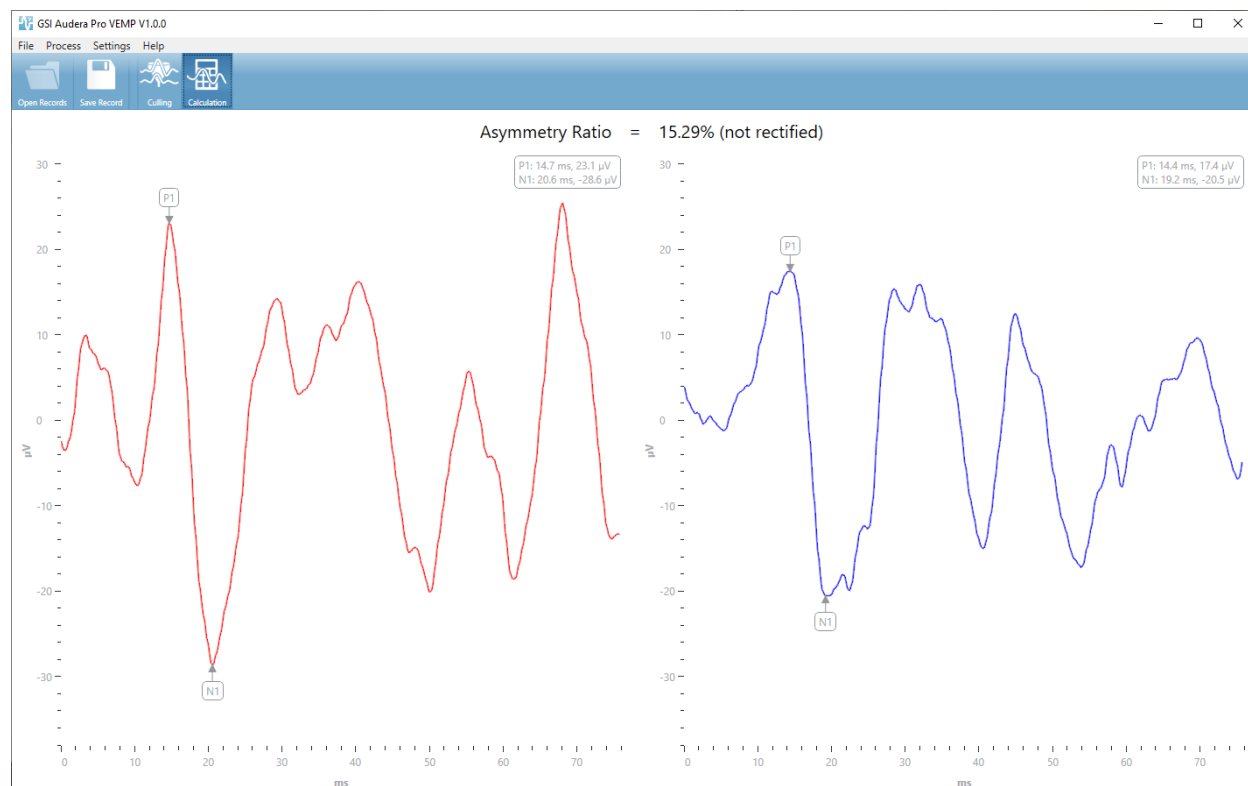 GSI Audera Pro VEMP V1.0.0
File Process Settings Help
Open Records Save Record Culling Calculation
Asymmetry Ratio = 15.29% (not rectified)
P1: 14.7 ms, 23.1 µV
N1: 20.6 ms, -28.6 µV
P1
N1
30
20
10
0
-10
-20
-30
µV
0 10 20 30 40 50 60 70
ms
P1: 14.4 ms, 17.4 µV
N1: 19.2 ms, -20.5 µV
P1
N1
30
20
10
0
-10
-20
-30
µV
0 10 20 30 40 50 60 70
ms